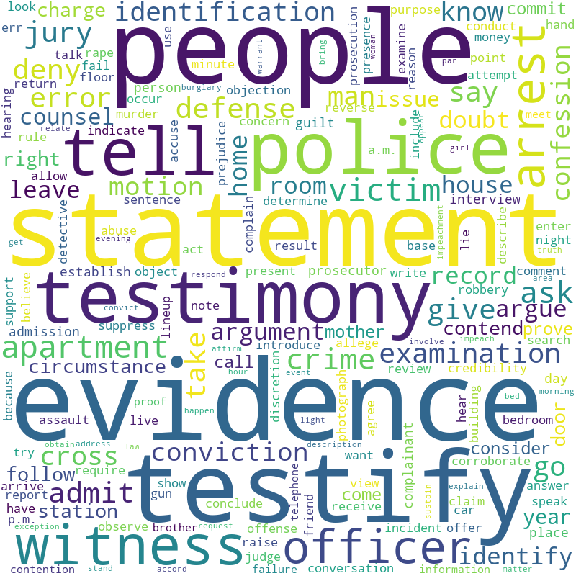 look charge identification know commit
err people purpose conduct hand
jury talk rape use minute floor money
deny fail person occur prosecution presence examine reason point attempt
hearing return error burglary objection reverse meet
counsel rule murder defense man issue say arrest
indicate relate accuse prejudice concern guilt include doubt confession
right tell home police a.m. girl
leave allow motion room victim house interview
sentence complain determine lie describe enter night truth
get detective evening abuse act statement result base impeachment
establish object present prosecutor write record robbery comment area
support believe testimony give ask
admission suppress respond convict lineup note argument mother contend argue prove search
apartment take introduce allege crime examination
circumstance affirm call hour event discretion review credibility day morning
because evidence photograph agree hear building door
assault proof live happen light bedroom bed
try cross obtain address conviction description want complainant involve consider corroborate go
follow require telephone view come explain claim answer
arrive admit show gun conclude friend receive car speak
report have station observe brother request offense incident offer year place
p.m. testify
exception witness raise officer identify
contention stand accord failure judge conversation information matter